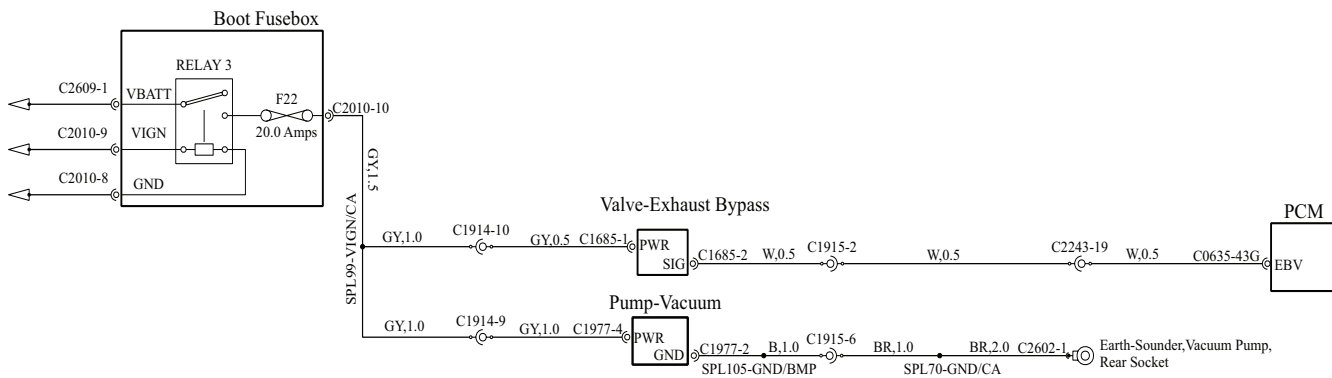 Boot Fusebox
RELAY 3
C2609-1
VBATT
F22
C2010-10
20.0 Amps
C2010-9
VIGN
C2010-8
GND
GY,1.5
SPL99-VIGN/CA
Valve-Exhaust Bypass
PCM
GY,1.0
C1914-10
GY,0.5
C1685-1
PWR
SIG
C1685-2
W,0.5
C1915-2
W,0.5
C2243-19
W,0.5
C0635-43G
EBV
Pump-Vacuum
GY,1.0
C1914-9
GY,1.0
C1977-4
PWR
GND
C1977-2
B,1.0
C1915-6
BR,1.0
BR,2.0
C2602-1
Earth-Sounder,Vacuum Pump,
Rear Socket
SPL105-GND/BMP
SPL70-GND/CA